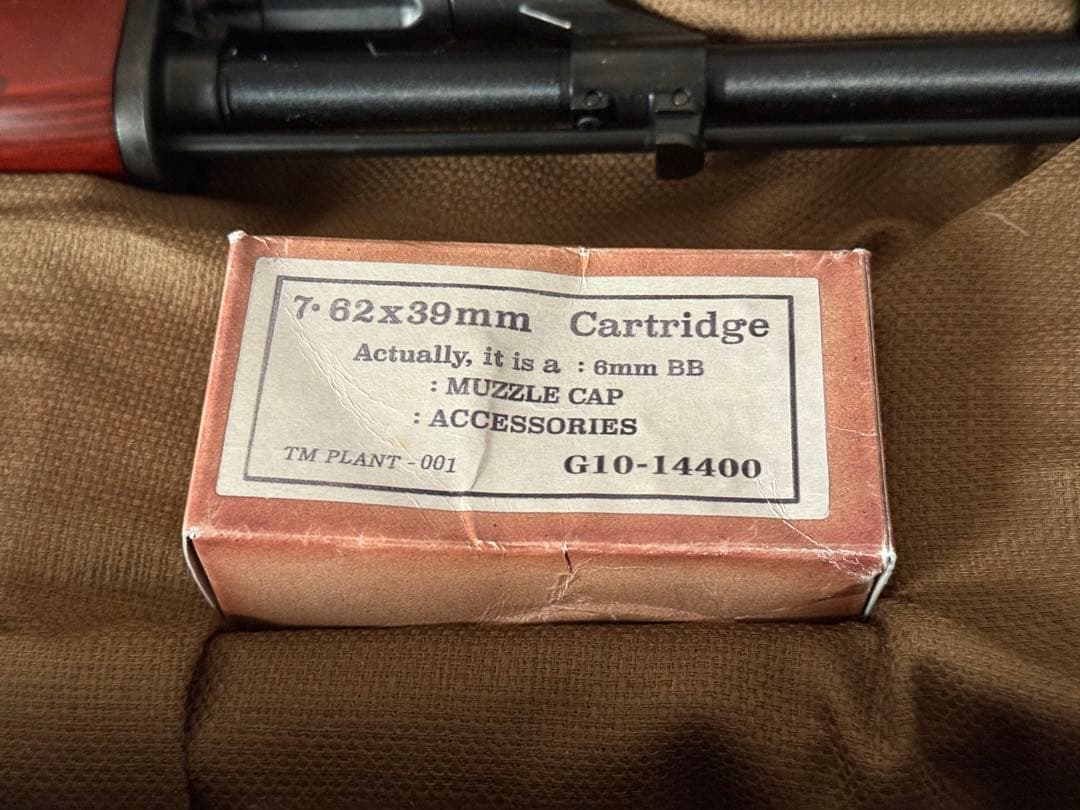 7.62x39mm Cartridge
Actually, it is a : 6mm BB
: MUZZLE CAP
: ACCESSORIES
TM PLANT - 001 G10-14400